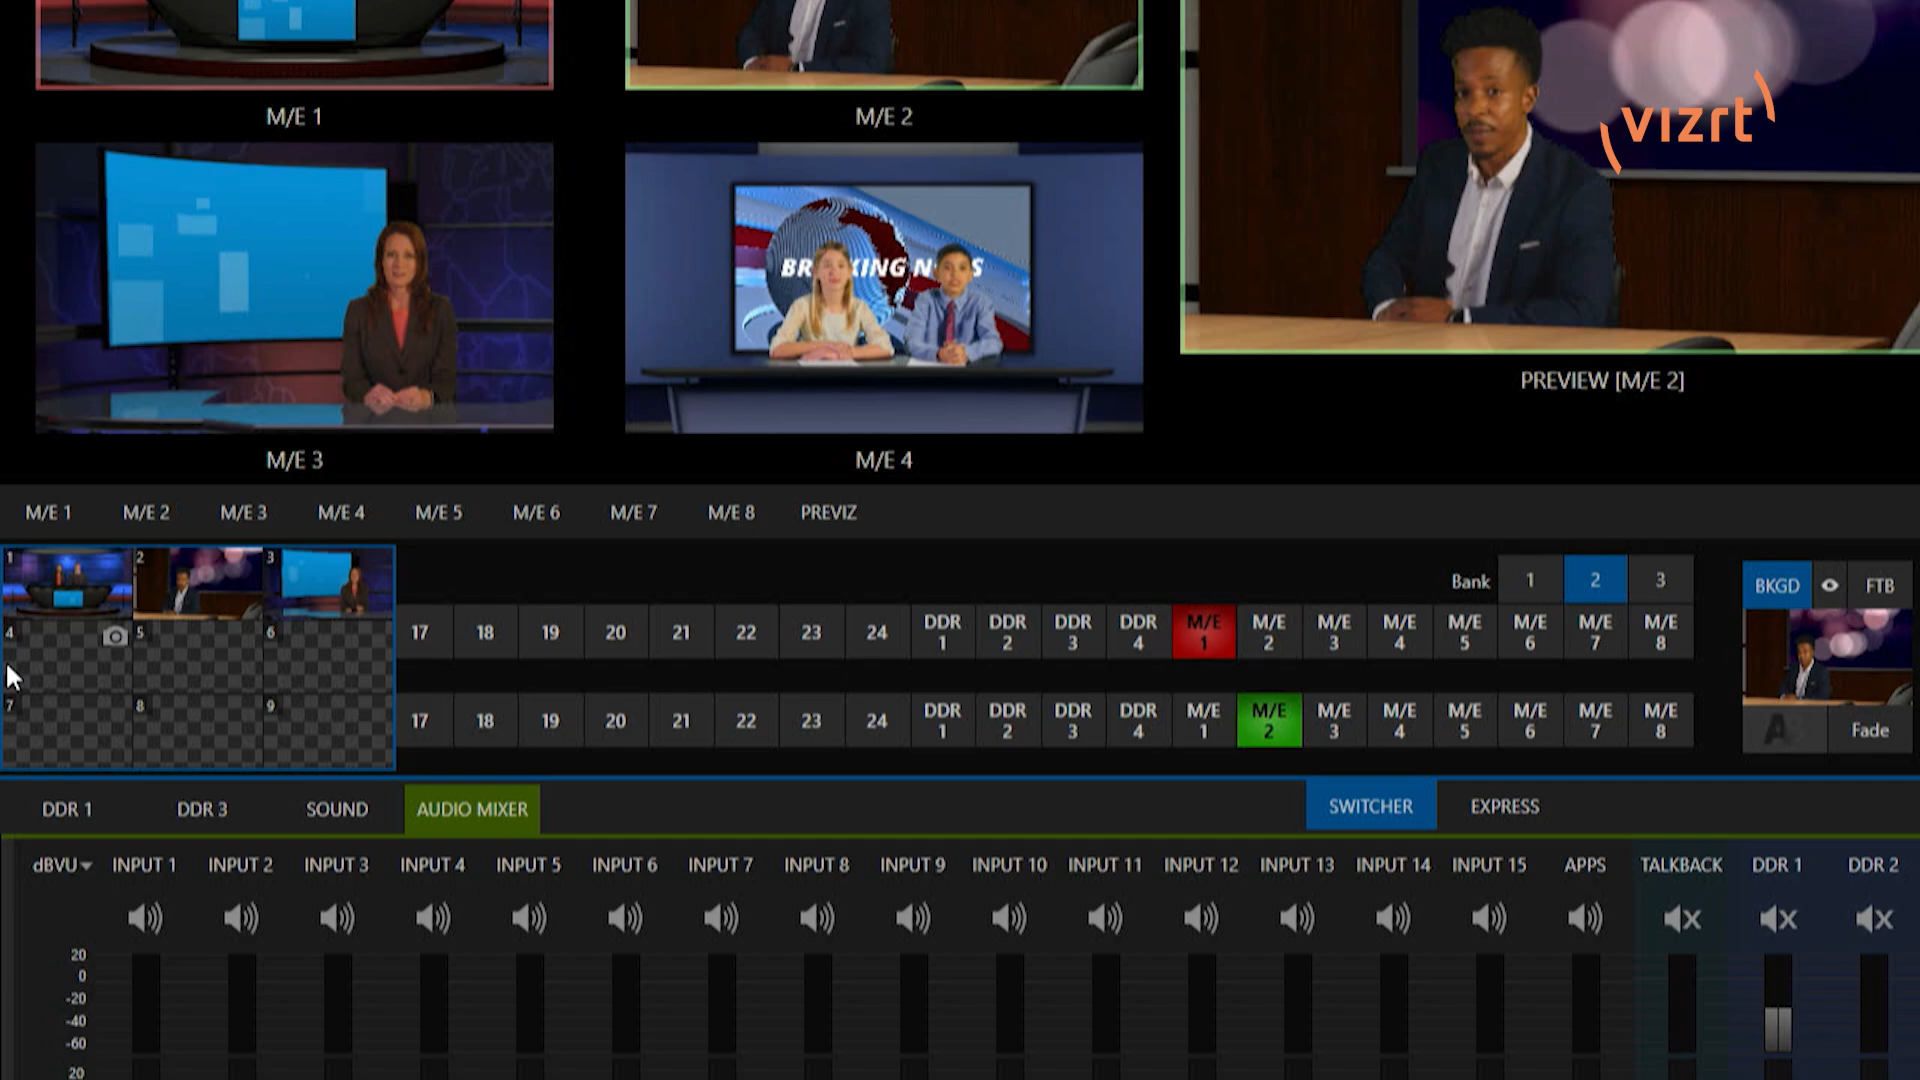 M/E 1
M/E 2
vizrt
BR KING N S
PREVIEW [M/E 2]
M/E 3
M/E 4
M/E 1 M/E 2 M/E 3 M/E 4 M/E 5 M/E 6 M/E 7 M/E 8 PREVIZ
1 2 3
4 5 6
7 8 9
Bank 1 2 3
17 18 19 20 21 22 23 24 DDR 1 DDR 2 DDR 3 DDR 4 M/E 1 M/E 2 M/E 3 M/E 4 M/E 5 M/E 6 M/E 7 M/E 8
17 18 19 20 21 22 23 24 DDR 1 DDR 2 DDR 3 DDR 4 M/E 1 M/E 2 M/E 3 M/E 4 M/E 5 M/E 6 M/E 7 M/E 8
BKGD FTB
Fade
DDR 1 DDR 3 SOUND AUDIO MIXER SWITCHER EXPRESS
dBVU INPUT 1 INPUT 2 INPUT 3 INPUT 4 INPUT 5 INPUT 6 INPUT 7 INPUT 8 INPUT 9 INPUT 10 INPUT 11 INPUT 12 INPUT 13 INPUT 14 INPUT 15 APPS TALKBACK DDR 1 DDR 2
20
0
-20
-40
-60
20